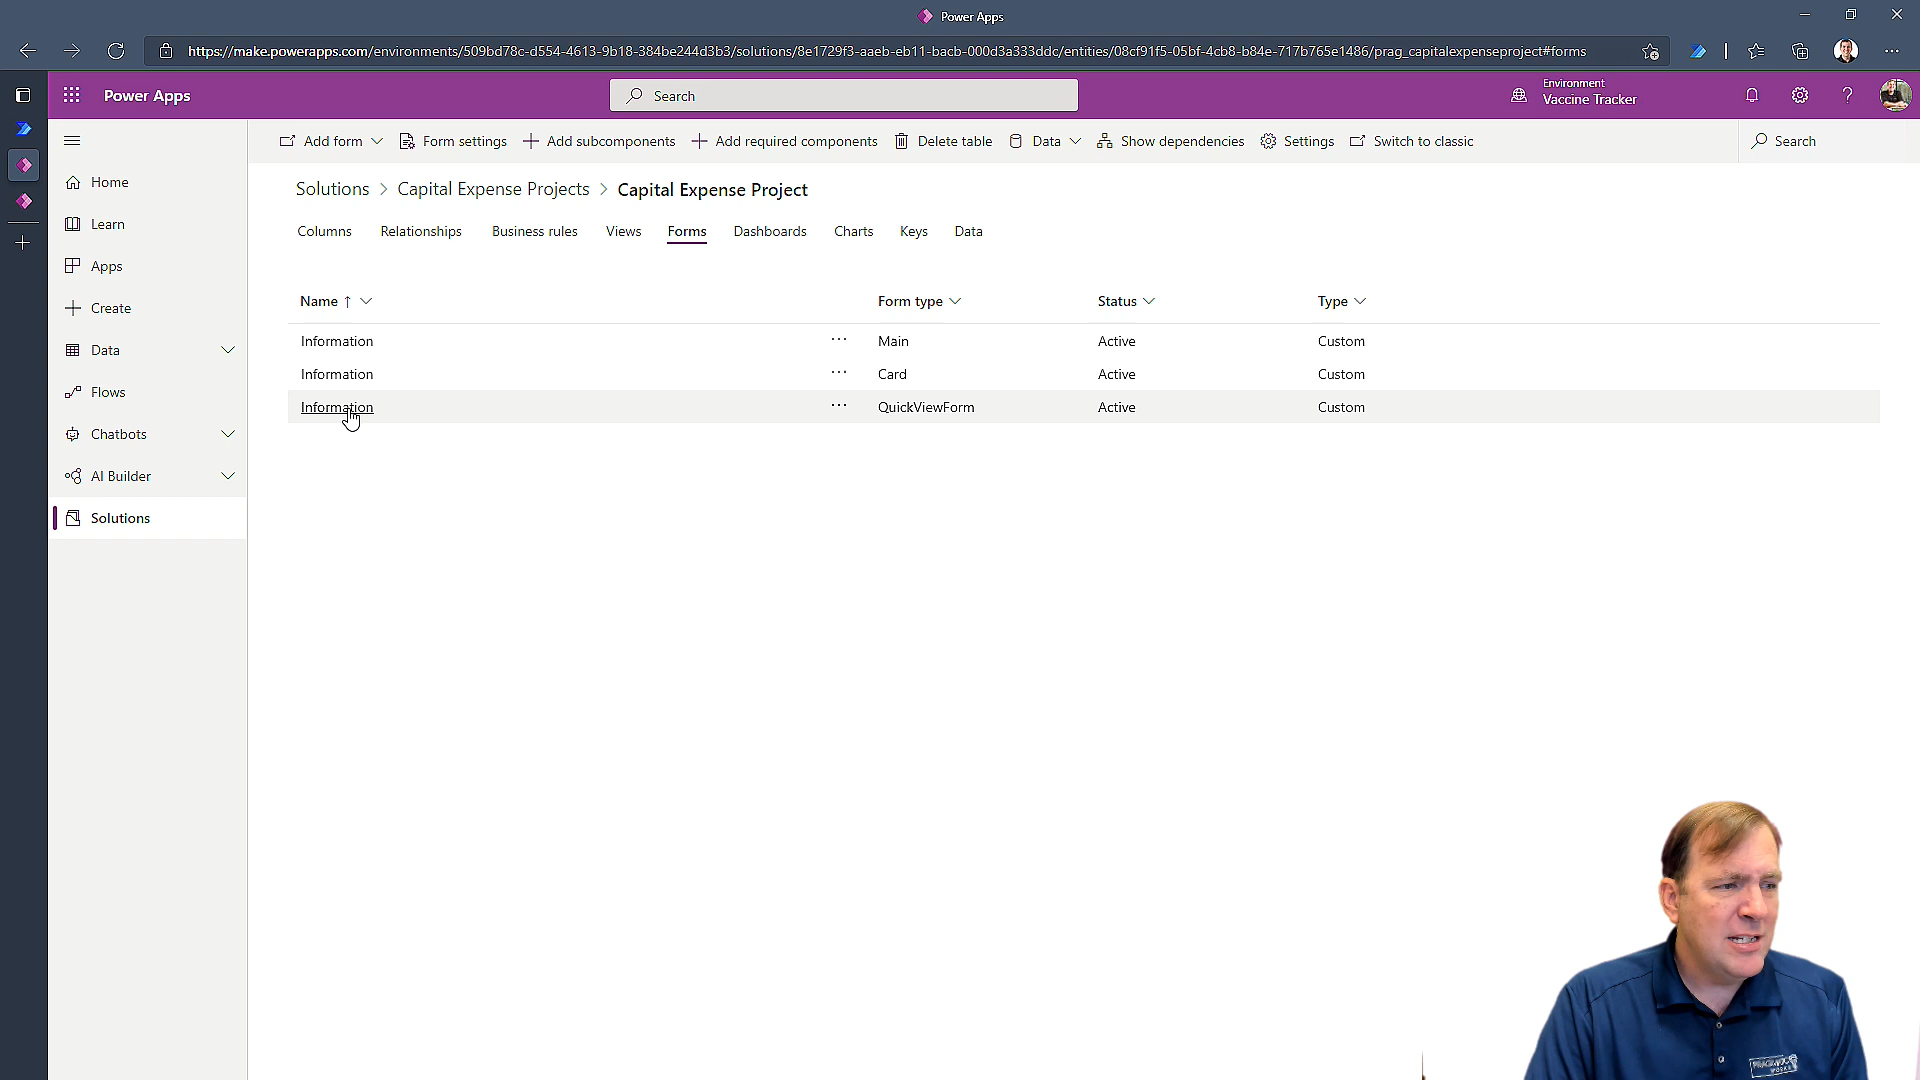 Power Apps
https://make.powerapps.com/environments/509bd78c-d554-4613-9b18-384be244d3b3/solutions/8e1729f3-aaeb-eb11-bacb-000d3a333ddc/entities/08cf91f5-05bf-4cb8-b84e-717b765e1486/prag_capitalexpenseproject#forms
Power Apps
Search
Environment
Vaccine Tracker
Add form
Form settings
Add subcomponents
Add required components
Delete table
Data
Show dependencies
Settings
Switch to classic
Search
Home
Learn
Apps
Create
Data
Flows
Chatbots
AI Builder
Solutions
Solutions > Capital Expense Projects > Capital Expense Project
Columns Relationships Business rules Views Forms Dashboards Charts Keys Data
Name ↑ Form type Status Type
Information ... Main Active Custom
Information ... Card Active Custom
Information ... QuickViewForm Active Custom
PRAGMATIC
WORKS